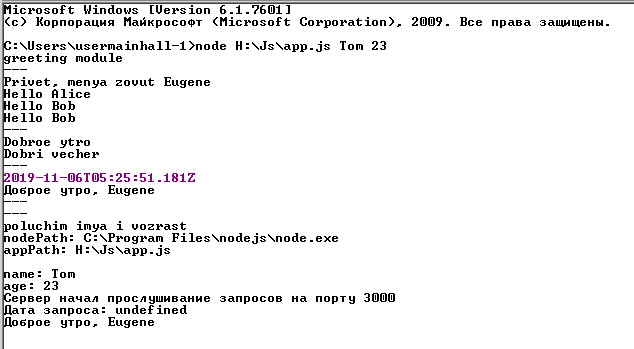 Microsoft Windows [Version 6.1.7601]
(c) Корпорация Майкрософт (Microsoft Corporation), 2009. Все права защищены.
C:\Users\usermainhall-1>node H:\Js\app.js Tom 23
greeting module
---
Privet, menya zovut Eugene
Hello Alice
Hello Bob
Hello Bob
---
Dobroe ytro
Dobri vecher
---
2019-11-06T05:25:51.181Z
Доброе утро, Eugene
---
---
poluchim imya i vozrast
nodePath: C:\Program Files\nodejs\node.exe
appPath: H:\Js\app.js
name: Tom
age: 23
Сервер начал прослушивание запросов на порту 3000
Дата запроса: undefined
Доброе утро, Eugene